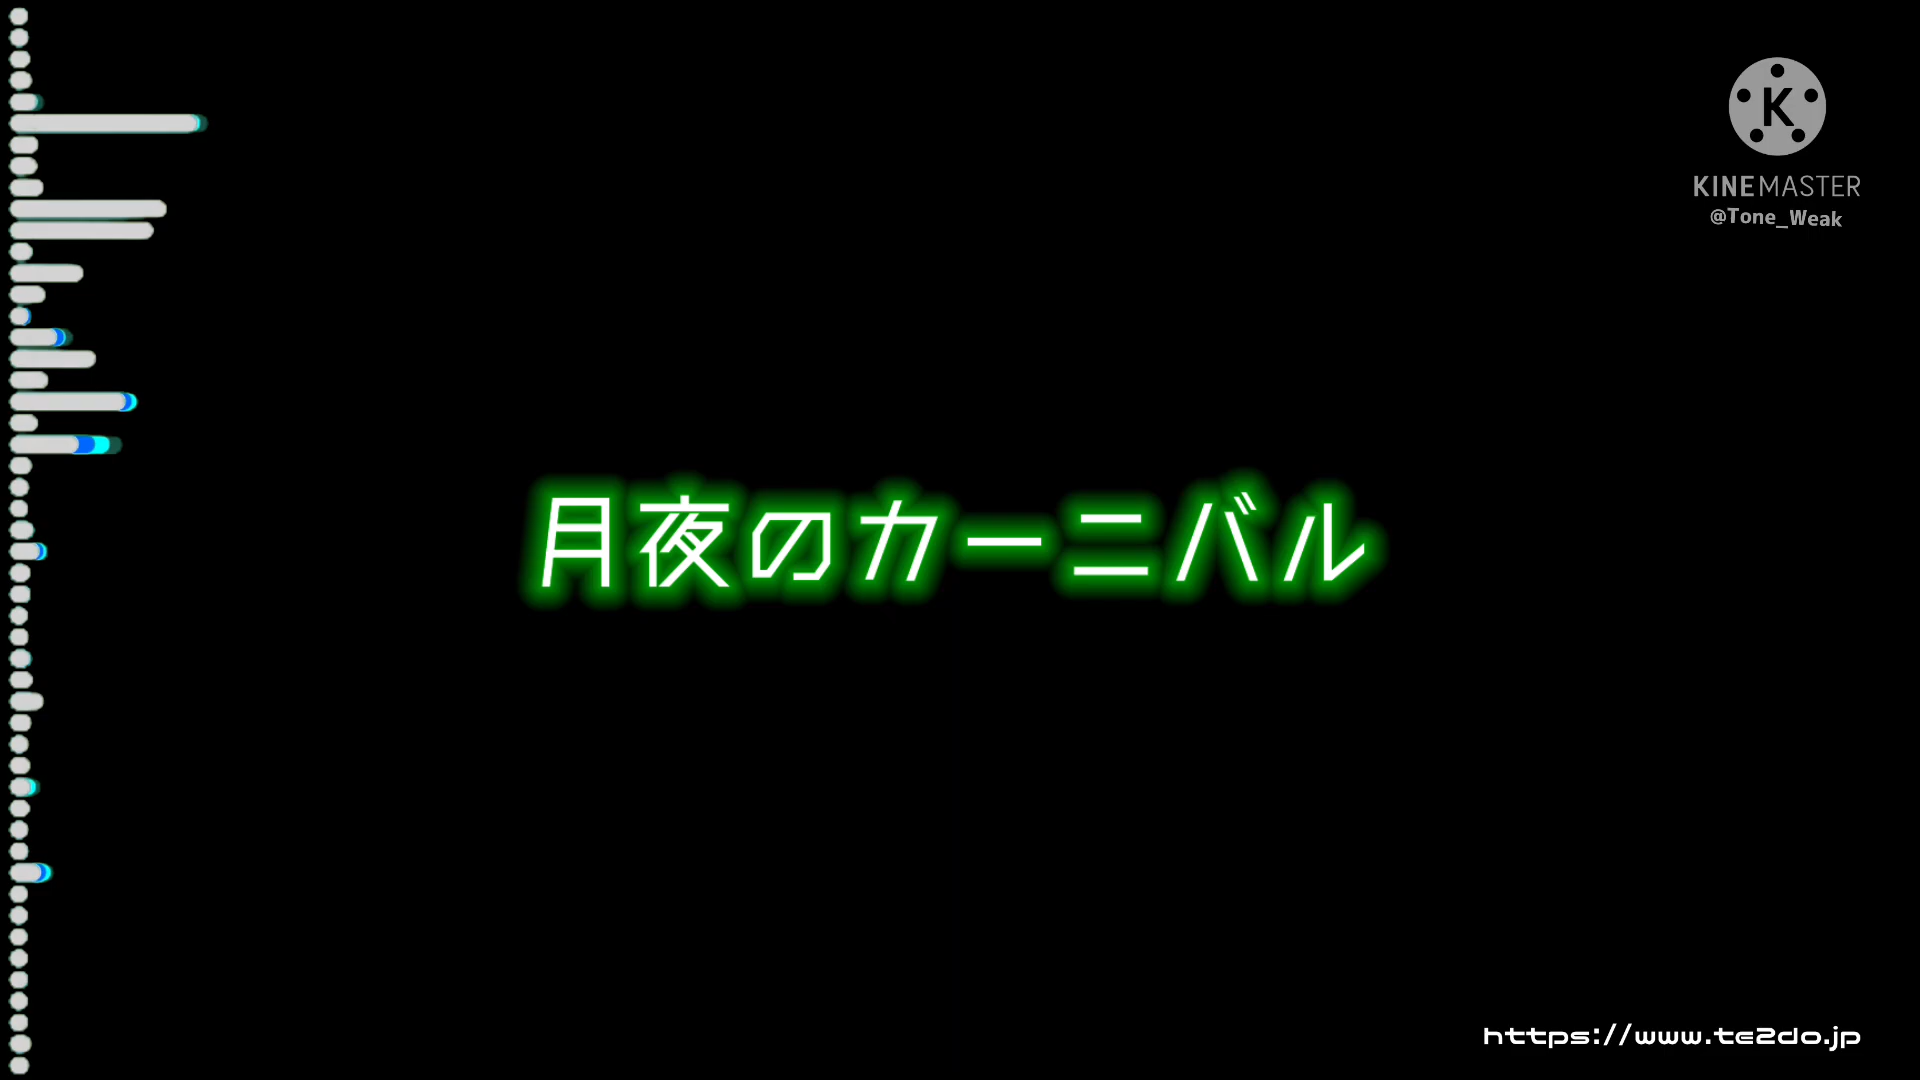 K
KINEMASTER
@Tone_Weak
月夜のカーニバル
https://www.te2do.jp